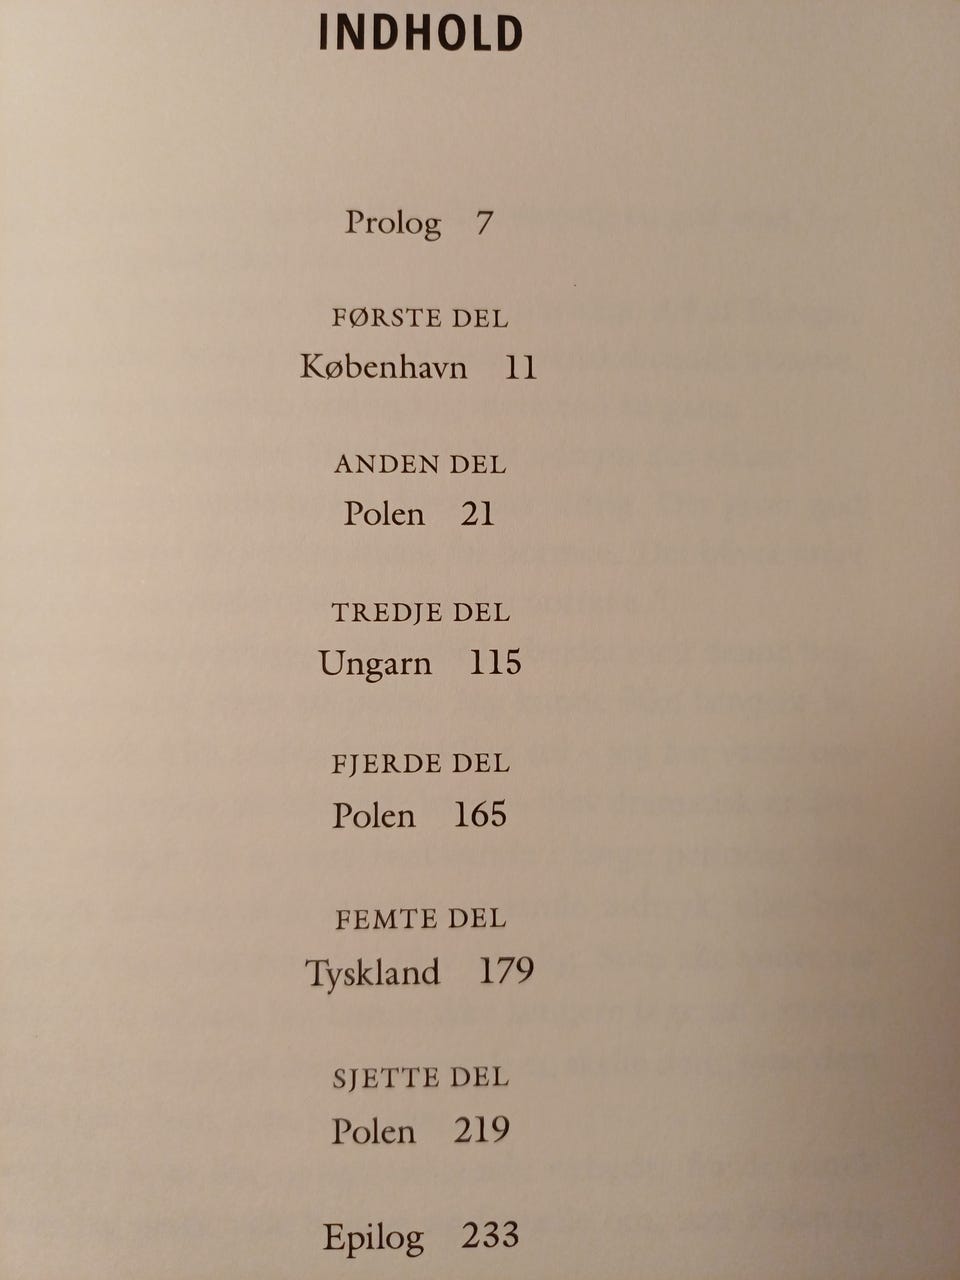 INDHOLD
Prolog 7
FØRSTE DEL
København 11
ANDEN DEL
Polen 21
TREDJE DEL
Ungarn 115
FJERDE DEL
Polen 165
FEMTE DEL
Tyskland 179
SJETTE DEL
Polen 219
Epilog 233